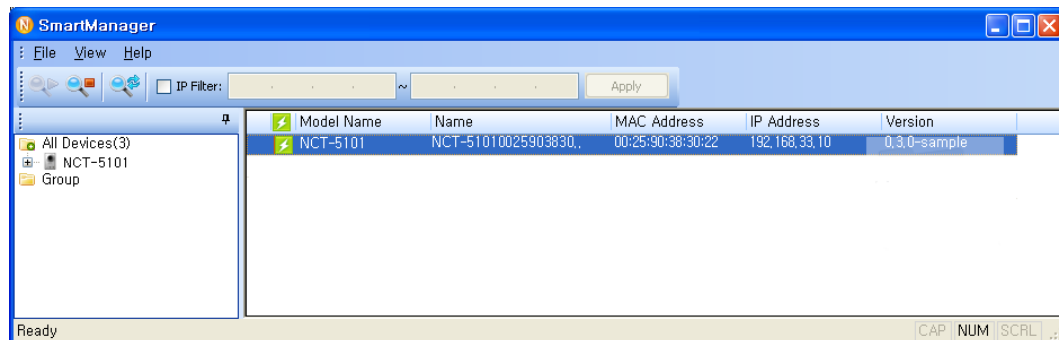 SmartManager
File View Help
IP Filter: . . . ~ . . . Apply
Model Name Name MAC Address IP Address Version
All Devices(3)
NCT-5101 NCT-51010025903830.. 00:25:90:38:30:22 192.168.33.10 0.3.0-sample
NCT-5101
Group
Ready CAP NUM SCRL